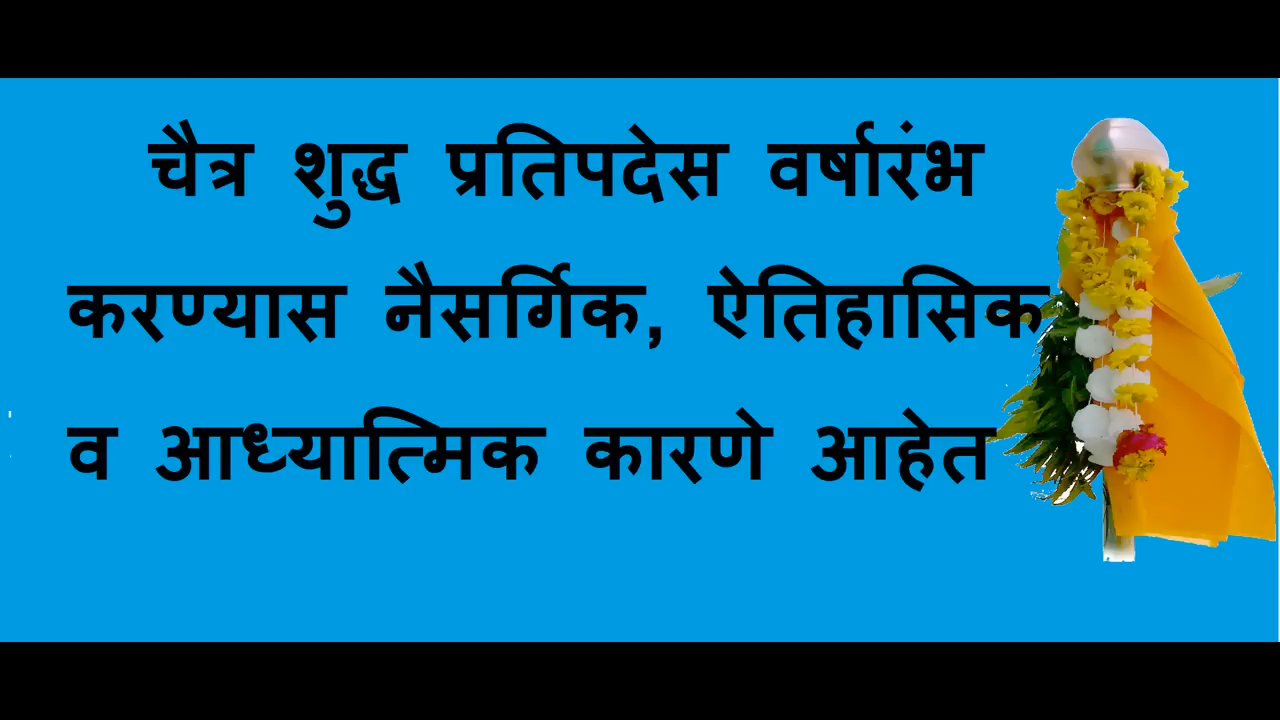 चैत्र शुद्ध प्रतिपदेस वर्षारंभ
करण्यास नैसर्गिक, ऐतिहासिक
व आध्यात्मिक कारणे आहेत